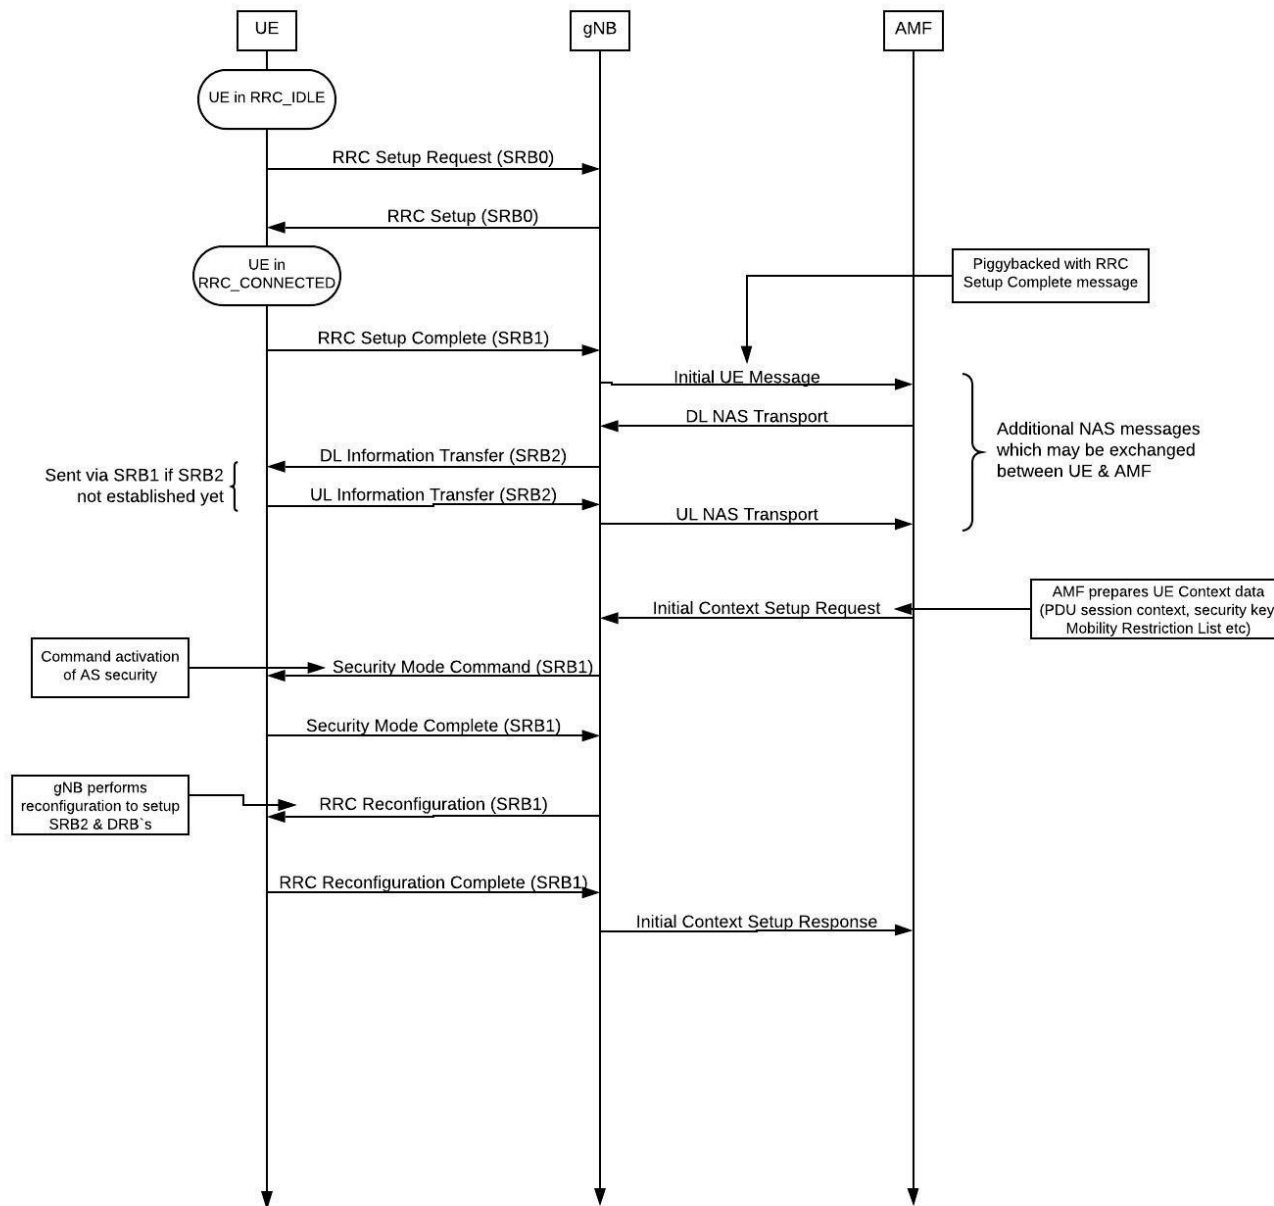 UE
gNB
AMF
UE in RRC_IDLE
RRC Setup Request (SRB0)
RRC Setup (SRB0)
UE in
RRC_CONNECTED
Piggybacked with RRC
Setup Complete message
RRC Setup Complete (SRB1)
Initial UE Message
DL NAS Transport
Additional NAS messages
which may be exchanged
between UE & AMF
DL Information Transfer (SRB2)
Sent via SRB1 if SRB2
not established yet
UL Information Transfer (SRB2)
UL NAS Transport
AMF prepares UE Context data
(PDU session context, security key
Mobility Restriction List etc)
Initial Context Setup Request
Command activation
of AS security
Security Mode Command (SRB1)
Security Mode Complete (SRB1)
gNB performs
reconfiguration to setup
SRB2 & DRB`s
RRC Reconfiguration (SRB1)
RRC Reconfiguration Complete (SRB1)
Initial Context Setup Response